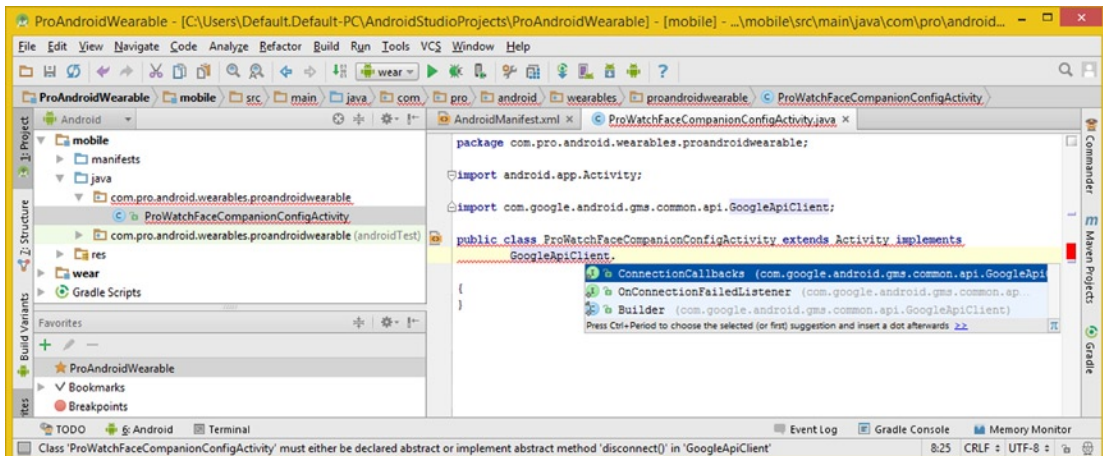 ProAndroidWearable - [C:\Users\Default.Default-PC\AndroidStudioProjects\ProAndroidWearable] - [mobile] - ...\mobile\src\main\java\com\pro\android...
File Edit View Navigate Code Analyze Refactor Build Run Tools VCS Window Help
wear
ProAndroidWearable mobile src main java com pro android wearables proandroidwearable ProWatchFaceCompanionConfigActivity
Android
AndroidManifest.xml
ProWatchFaceCompanionConfigActivity.java
1: Project
Z: Structure
Build Variants
mobile
manifests
java
com.pro.android.wearables.proandroidwearable
ProWatchFaceCompanionConfigActivity
com.pro.android.wearables.proandroidwearable (androidTest)
res
wear
Gradle Scripts
Favorites
ProAndroidWearable
Bookmarks
Breakpoints
package com.pro.android.wearables.proandroidwearable;
import android.app.Activity;
import com.google.android.gms.common.api.GoogleApiClient;
public class ProWatchFaceCompanionConfigActivity extends Activity implements
GoogleApiClient.
{
}
ConnectionCallbacks (com.google.android.gms.common.api.GoogleApi
OnConnectionFailedListener (com.google.android.gms.common.ap...
Builder (com.google.android.gms.common.api.GoogleApiClient)
Press Ctrl+Period to choose the selected (or first) suggestion and insert a dot afterwards >>
π
Commander
Maven Projects
Gradle
TODO 6: Android Terminal Event Log Gradle Console Memory Monitor
Class 'ProWatchFaceCompanionConfigActivity' must either be declared abstract or implement abstract method 'disconnect()' in 'GoogleApiClient' 8:25 CRLF UTF-8